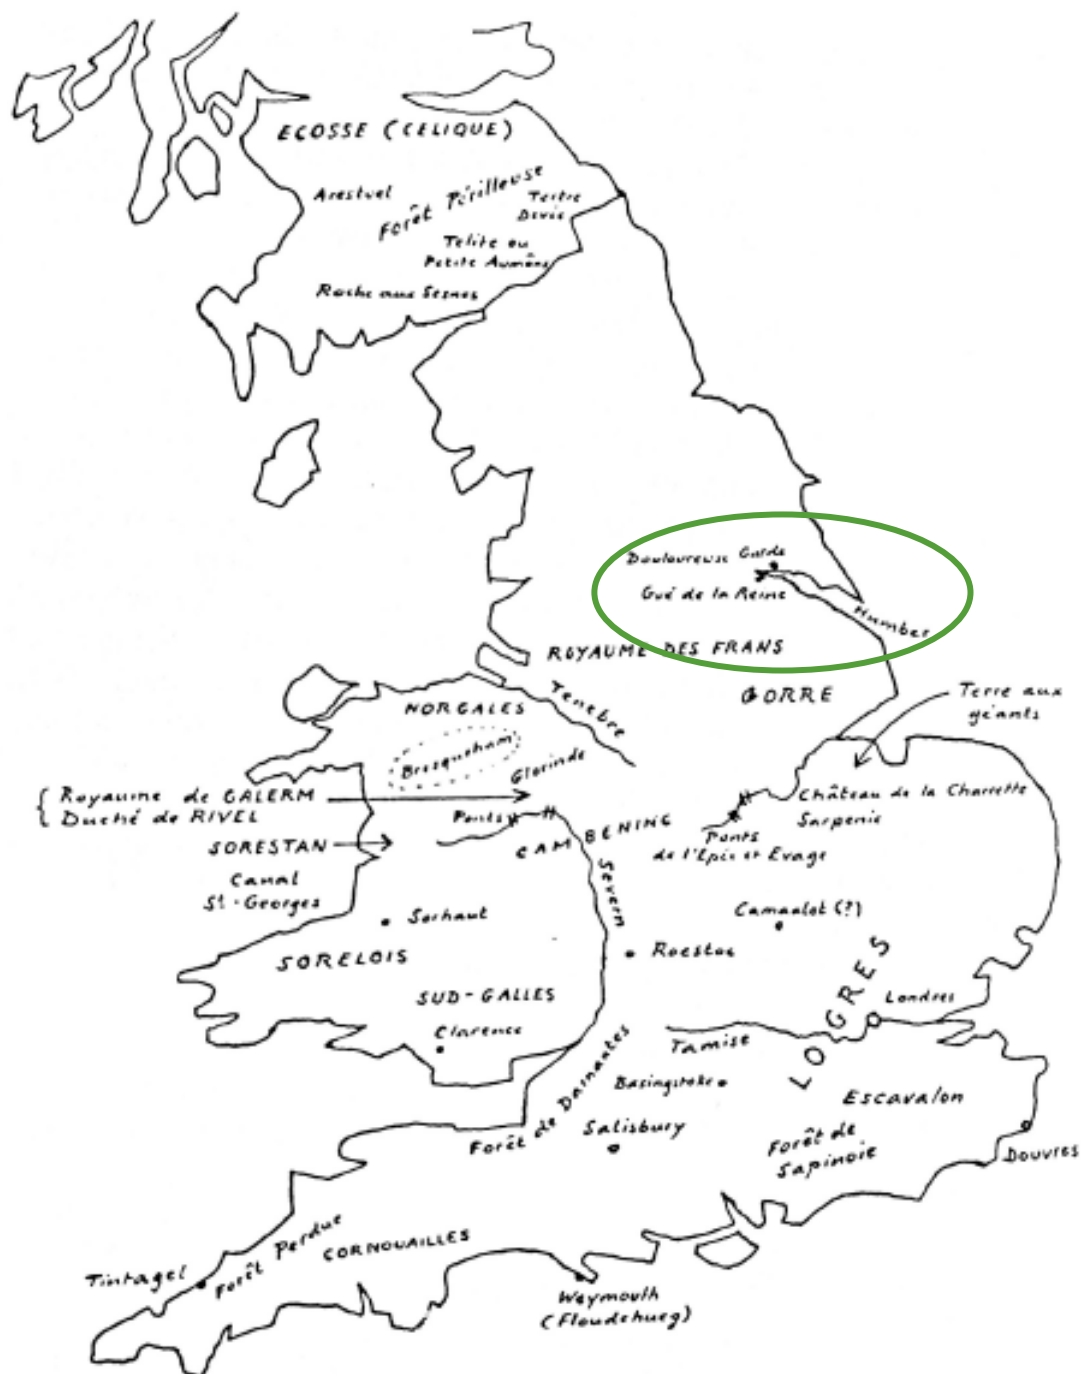 ECOSSE (CELIQUE)
Arestuel
Forêt Périlleuse
Tertre
Devée
Telite ou
Petite Aumône
Roche aux Sesnes
Douloureuse Garde
Gué de la Reine
Humber
ROYAUME DES FRANS
GORRE
Terre aux
géants
Tenebre
NORGALES
Bresquehan
Glorinde
Royaume de GALERM
Duché de RIVEL
Ponts
CAMBENINC
Château de la Charrette
Sarpenic
Ponts
de l'Epée et Evage
SORESTAN
Canal
St-Georges
Severn
Sorhaut
Camaalot (?)
SORELOIS
Roestoc
SUD-GALLES
LOGRES
Londres
Clarence
Tamise
Forêt de Darnantes
Basingstoke
Escavalon
Salisbury
Forêt de
Sapinoie
Douvres
Forêt Perdue
CORNOUAILLES
Tintagel
Weymouth
(Floudehueg)